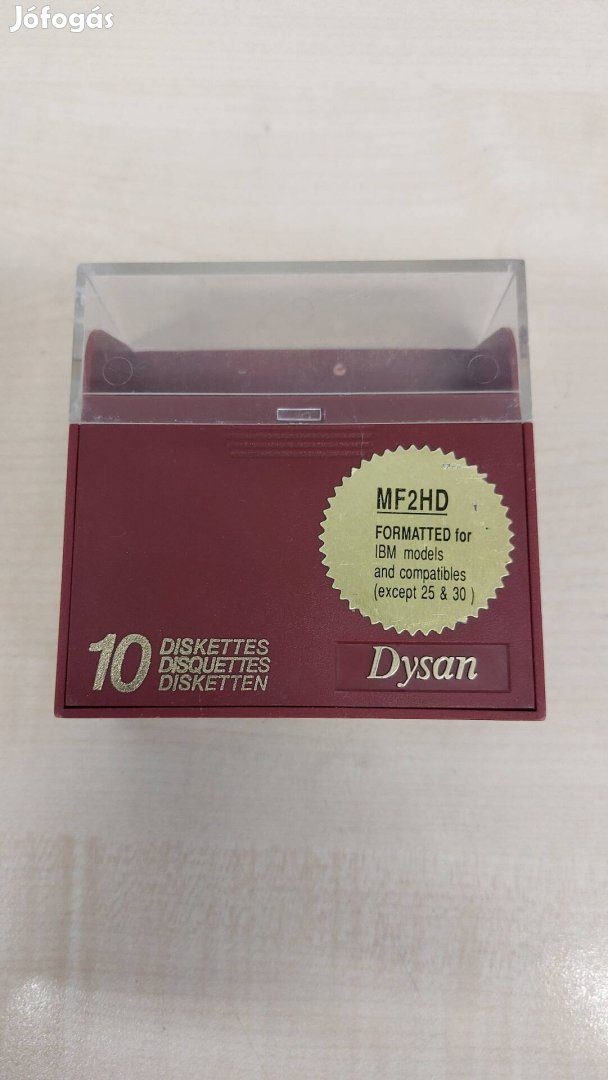 Jófogás
MF2HD
FORMATTED for
IBM models
and compatibles
(except 25 & 30 )
10 DISKETTES
DISQUETTES
DISKETTEN
Dysan